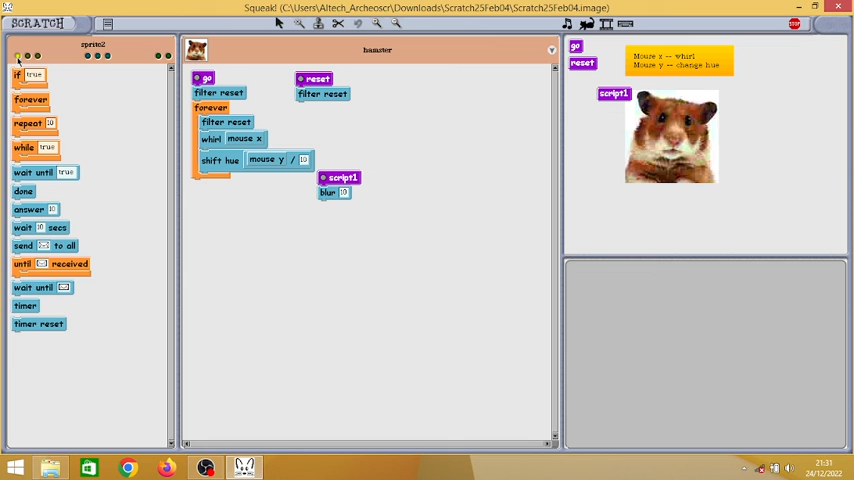 Squeak! (C:\Users\Altech_Archeoscr\Downloads\Scratch25Feb04\Scratch25Feb04.image)
SCRATCH
sprite2
hamster
if true
forever
repeat 10
while true
wait until true
done
answer 10
wait 10 secs
send to all
until received
wait until
timer
timer reset
go
filter reset
forever
filter reset
whirl mouse x
shift hue mouse y / 10
reset
filter reset
script1
blur 10
go
reset
Mouse x -- whirl
Mouse y -- change hue
script1
STOP
21:31
24/12/2022